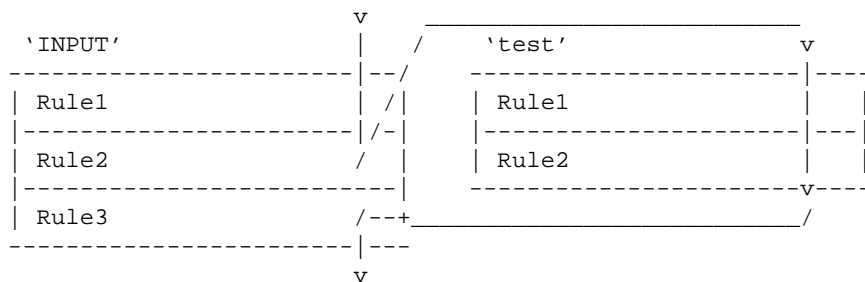 v
‘INPUT’ ‘test’ v
Rule1 Rule1
Rule2 Rule2
v
Rule3
v